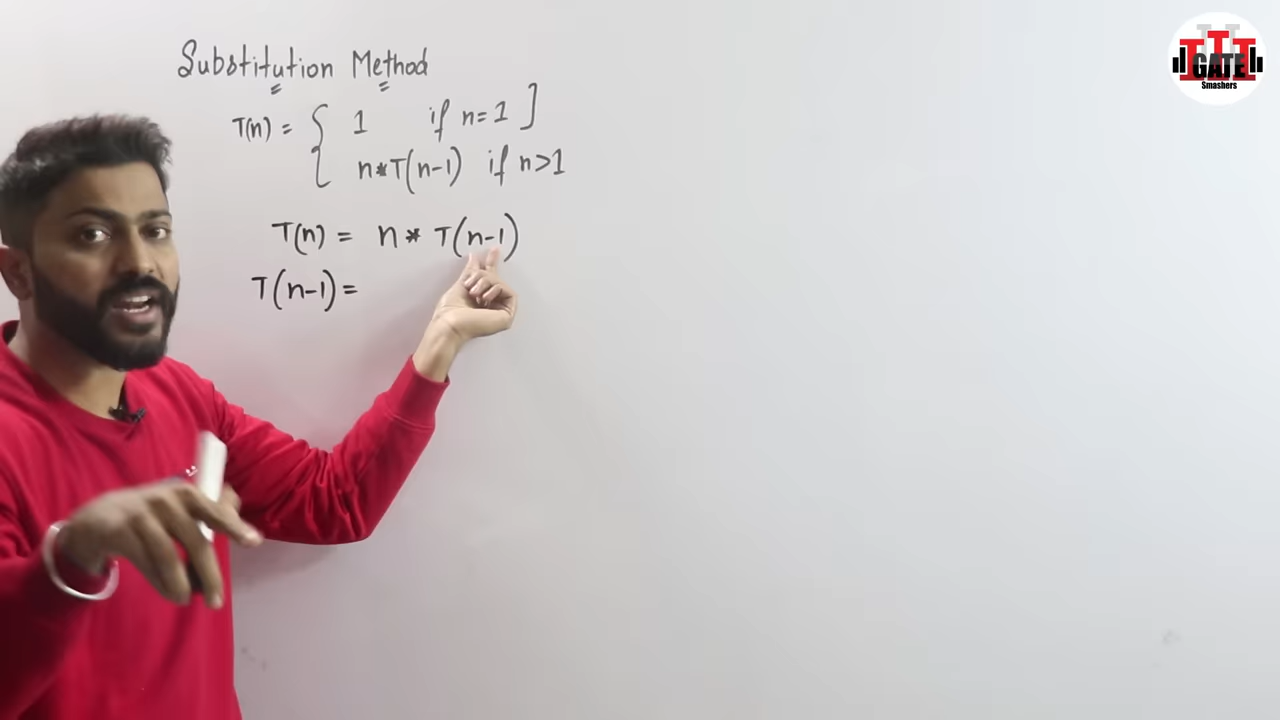 Substitution Method
T(n) = { 1 if n=1 ]
n*T(n-1) if n>1
T(n) = n * T(n-1)
T(n-1) =
GATE
Smashers